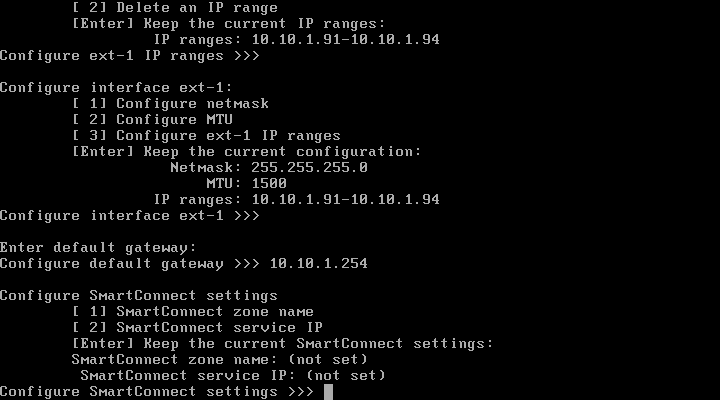 [ 2] Delete an IP range
[Enter] Keep the current IP ranges:
IP ranges: 10.10.1.91-10.10.1.94
Configure ext-1 IP ranges >>>
Configure interface ext-1:
[ 1] Configure netmask
[ 2] Configure MTU
[ 3] Configure ext-1 IP ranges
[Enter] Keep the current configuration:
Netmask: 255.255.255.0
MTU: 1500
IP ranges: 10.10.1.91-10.10.1.94
Configure interface ext-1 >>>
Enter default gateway:
Configure default gateway >>> 10.10.1.254
Configure SmartConnect settings
[ 1] SmartConnect zone name
[ 2] SmartConnect service IP
[Enter] Keep the current SmartConnect settings:
SmartConnect zone name: (not set)
SmartConnect service IP: (not set)
Configure SmartConnect settings >>>